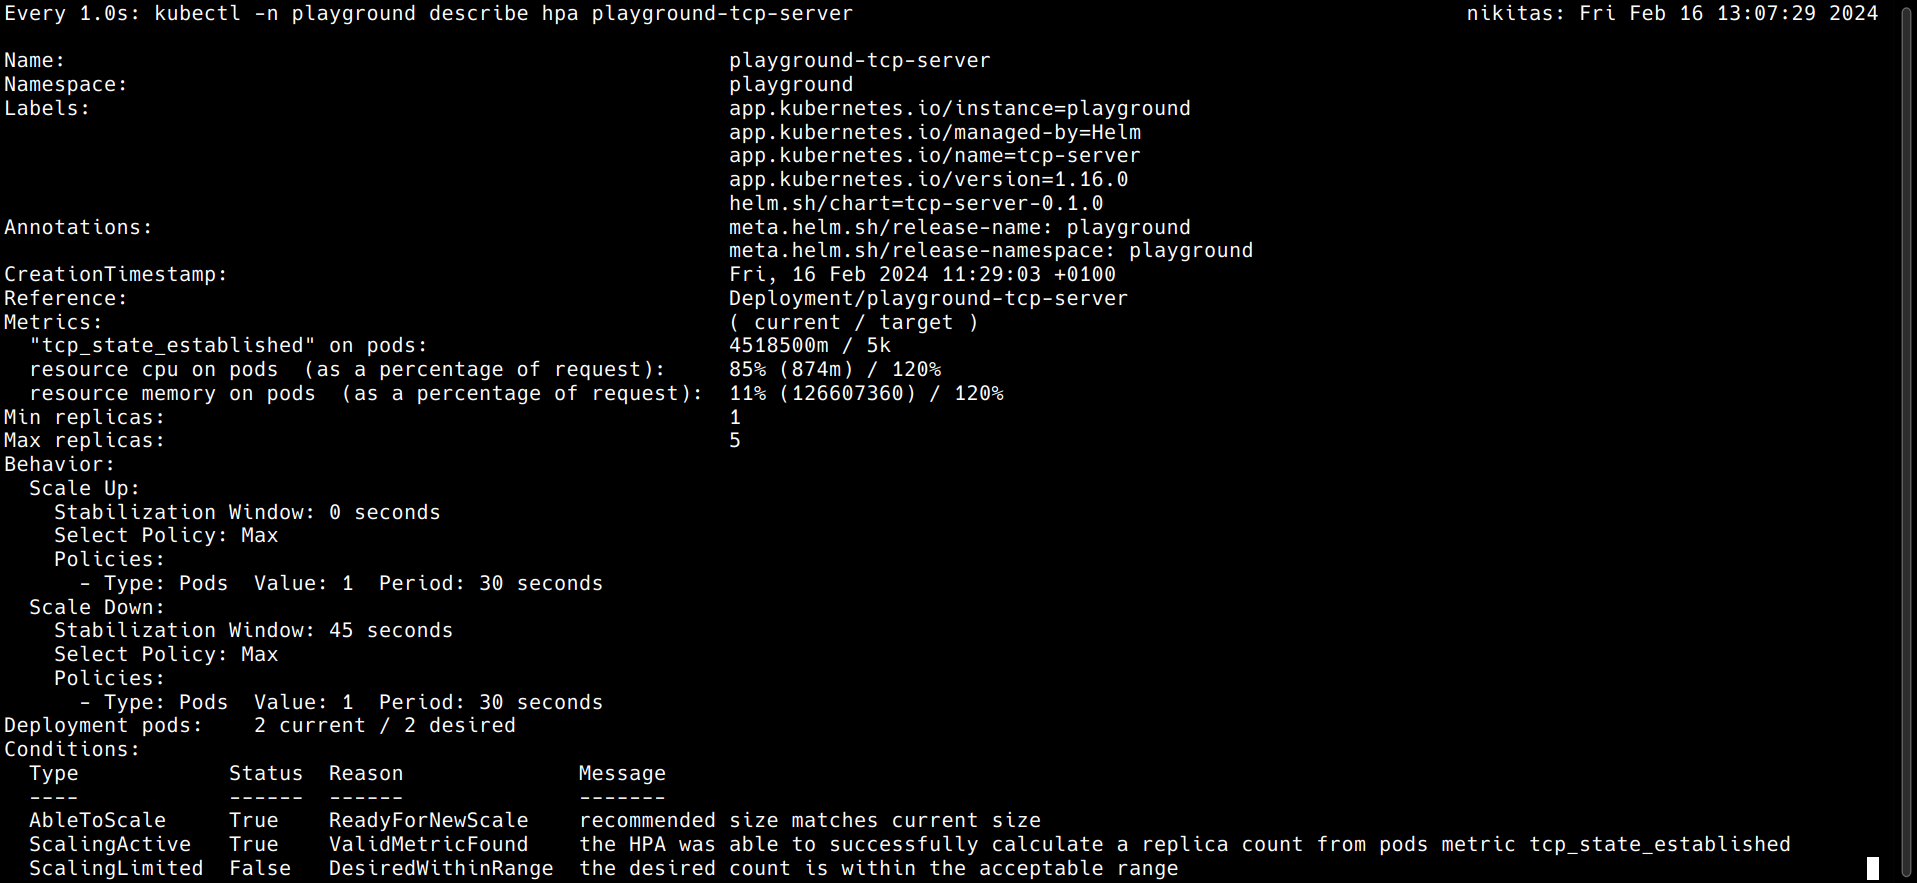 Every 1.0s: kubectl -n playground describe hpa playground-tcp-server nikitas: Fri Feb 16 13:07:29 2024
Name: playground-tcp-server
Namespace: playground
Labels: app.kubernetes.io/instance=playground
app.kubernetes.io/managed-by=Helm
app.kubernetes.io/name=tcp-server
app.kubernetes.io/version=1.16.0
helm.sh/chart=tcp-server-0.1.0
Annotations: meta.helm.sh/release-name: playground
meta.helm.sh/release-namespace: playground
CreationTimestamp: Fri, 16 Feb 2024 11:29:03 +0100
Reference: Deployment/playground-tcp-server
Metrics: ( current / target )
"tcp_state_established" on pods: 4518500m / 5k
resource cpu on pods (as a percentage of request): 85% (874m) / 120%
resource memory on pods (as a percentage of request): 11% (126607360) / 120%
Min replicas: 1
Max replicas: 5
Behavior:
Scale Up:
Stabilization Window: 0 seconds
Select Policy: Max
Policies:
- Type: Pods Value: 1 Period: 30 seconds
Scale Down:
Stabilization Window: 45 seconds
Select Policy: Max
Policies:
- Type: Pods Value: 1 Period: 30 seconds
Deployment pods: 2 current / 2 desired
Conditions:
Type Status Reason Message
---- ------ ------ -------
AbleToScale True ReadyForNewScale recommended size matches current size
ScalingActive True ValidMetricFound the HPA was able to successfully calculate a replica count from pods metric tcp_state_established
ScalingLimited False DesiredWithinRange the desired count is within the acceptable range